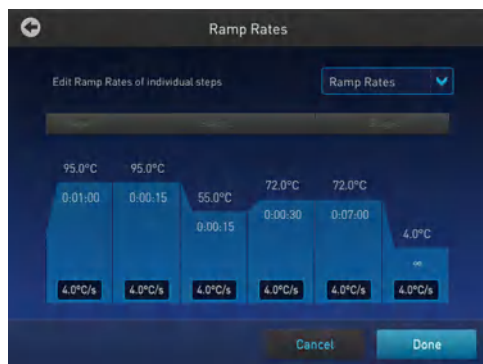 Ramp Rates
Edit Ramp Rates of individual steps
Ramp Rates
95.0°C 95.0°C 55.0°C 72.0°C 72.0°C 4.0°C
0:01:00 0:00:15 0:00:15 0:00:30 0:07:00 ∞
4.0°C/s 4.0°C/s 4.0°C/s 4.0°C/s 4.0°C/s 4.0°C/s
Cancel Done